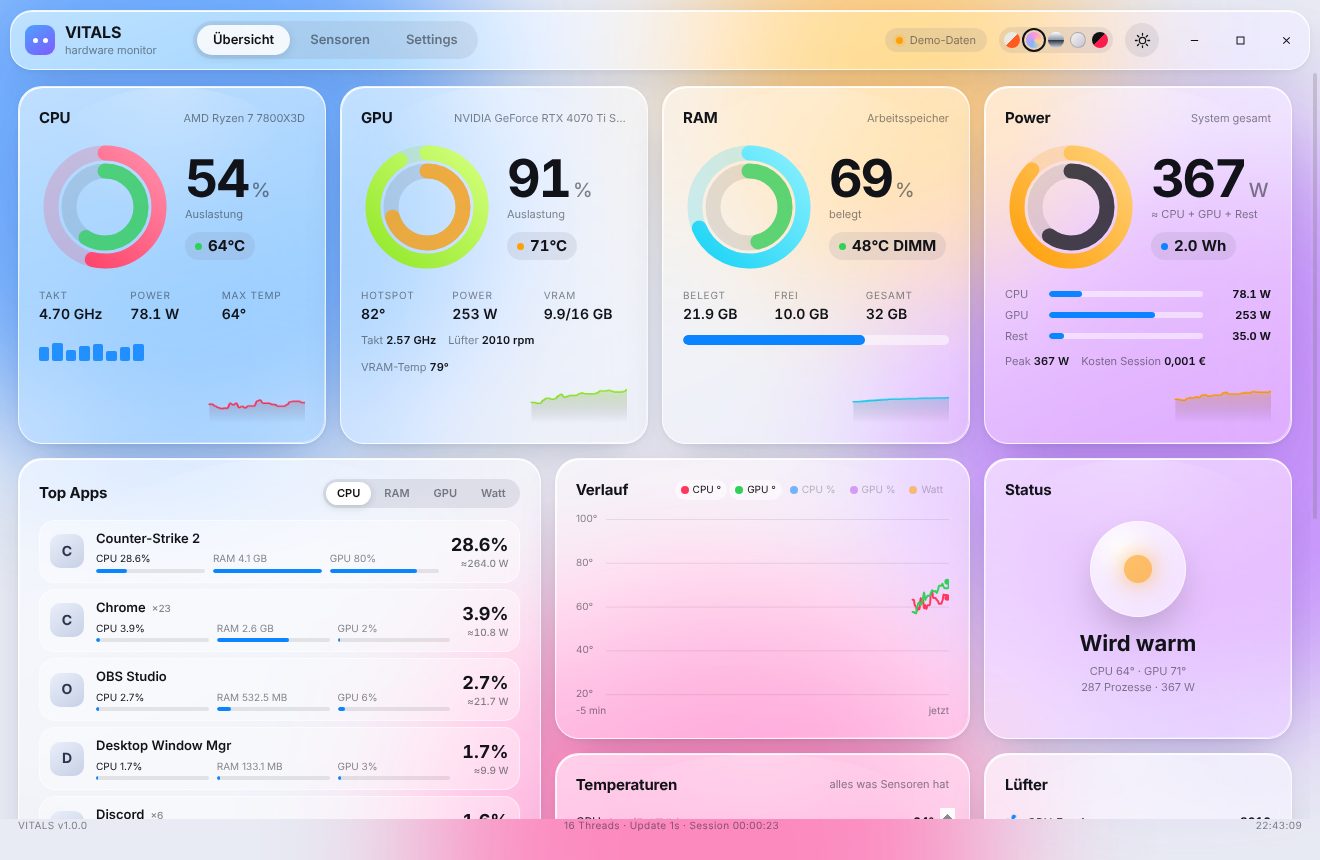 VITALS
hardware monitor
Übersicht Sensoren Settings
Demo-Daten
CPU AMD Ryzen 7 7800X3D
54 %
Auslastung
64°C
TAKT POWER MAX TEMP
4.70 GHz 78.1 W 64°
GPU NVIDIA GeForce RTX 4070 Ti S…
91 %
Auslastung
71°C
HOTSPOT POWER VRAM
82° 253 W 9.9/16 GB
Takt 2.57 GHz Lüfter 2010 rpm
VRAM-Temp 79°
RAM Arbeitsspeicher
69 %
belegt
48°C DIMM
BELEGT FREI GESAMT
21.9 GB 10.0 GB 32 GB
Power System gesamt
367 W
≈ CPU + GPU + Rest
2.0 Wh
CPU 78.1 W
GPU 253 W
Rest 35.0 W
Peak 367 W Kosten Session 0,001 €
Top Apps CPU RAM GPU Watt
C Counter-Strike 2 28.6%
CPU 28.6% RAM 4.1 GB GPU 80% ≈264.0 W
C Chrome ×23 3.9%
CPU 3.9% RAM 2.6 GB GPU 2% ≈10.8 W
O OBS Studio 2.7%
CPU 2.7% RAM 532.5 MB GPU 6% ≈21.7 W
D Desktop Window Mgr 1.7%
CPU 1.7% RAM 133.1 MB GPU 3% ≈9.9 W
Discord ×6
Verlauf CPU ° GPU ° CPU % GPU % Watt
100°
80°
60°
40°
20°
-5 min jetzt
Status
Wird warm
CPU 64° · GPU 71°
287 Prozesse · 367 W
Temperaturen alles was Sensoren hat
Lüfter
VITALS v1.0.0 16 Threads · Update 1s · Session 00:00:23 22:43:09